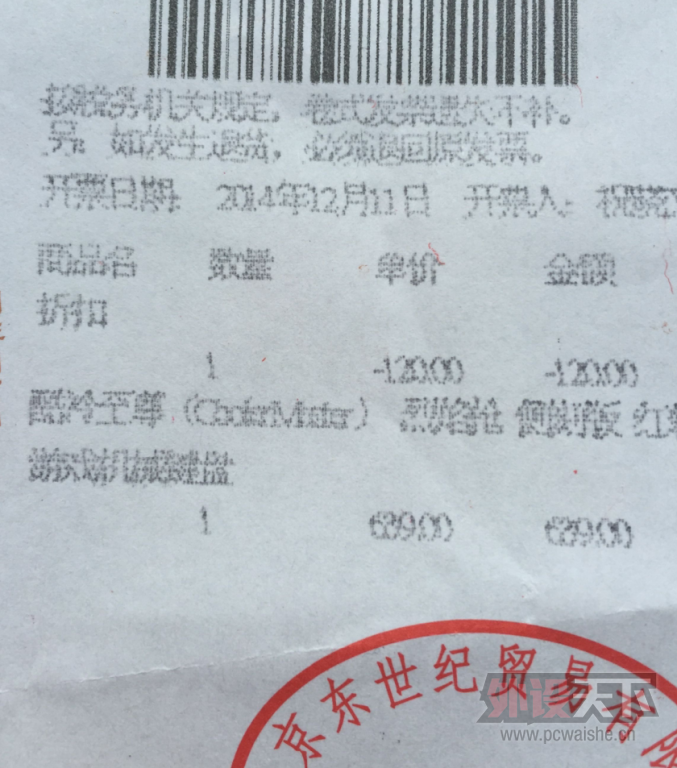 按税务机关规定，卷式发票遗失不补。
另：如发生退货，必须退回原发票。
开票日期： 2014年12月11日 开票人：
商品名 数量 单价 金额
折扣
1 -120.00 -120.00
酷冷至尊（CoolerMaster） 烈焰枪 侧刻版 红轴
游戏机械键盘
1 639.00 639.00
京东世纪贸易有限
外设天下
www.pcwaishe.cn